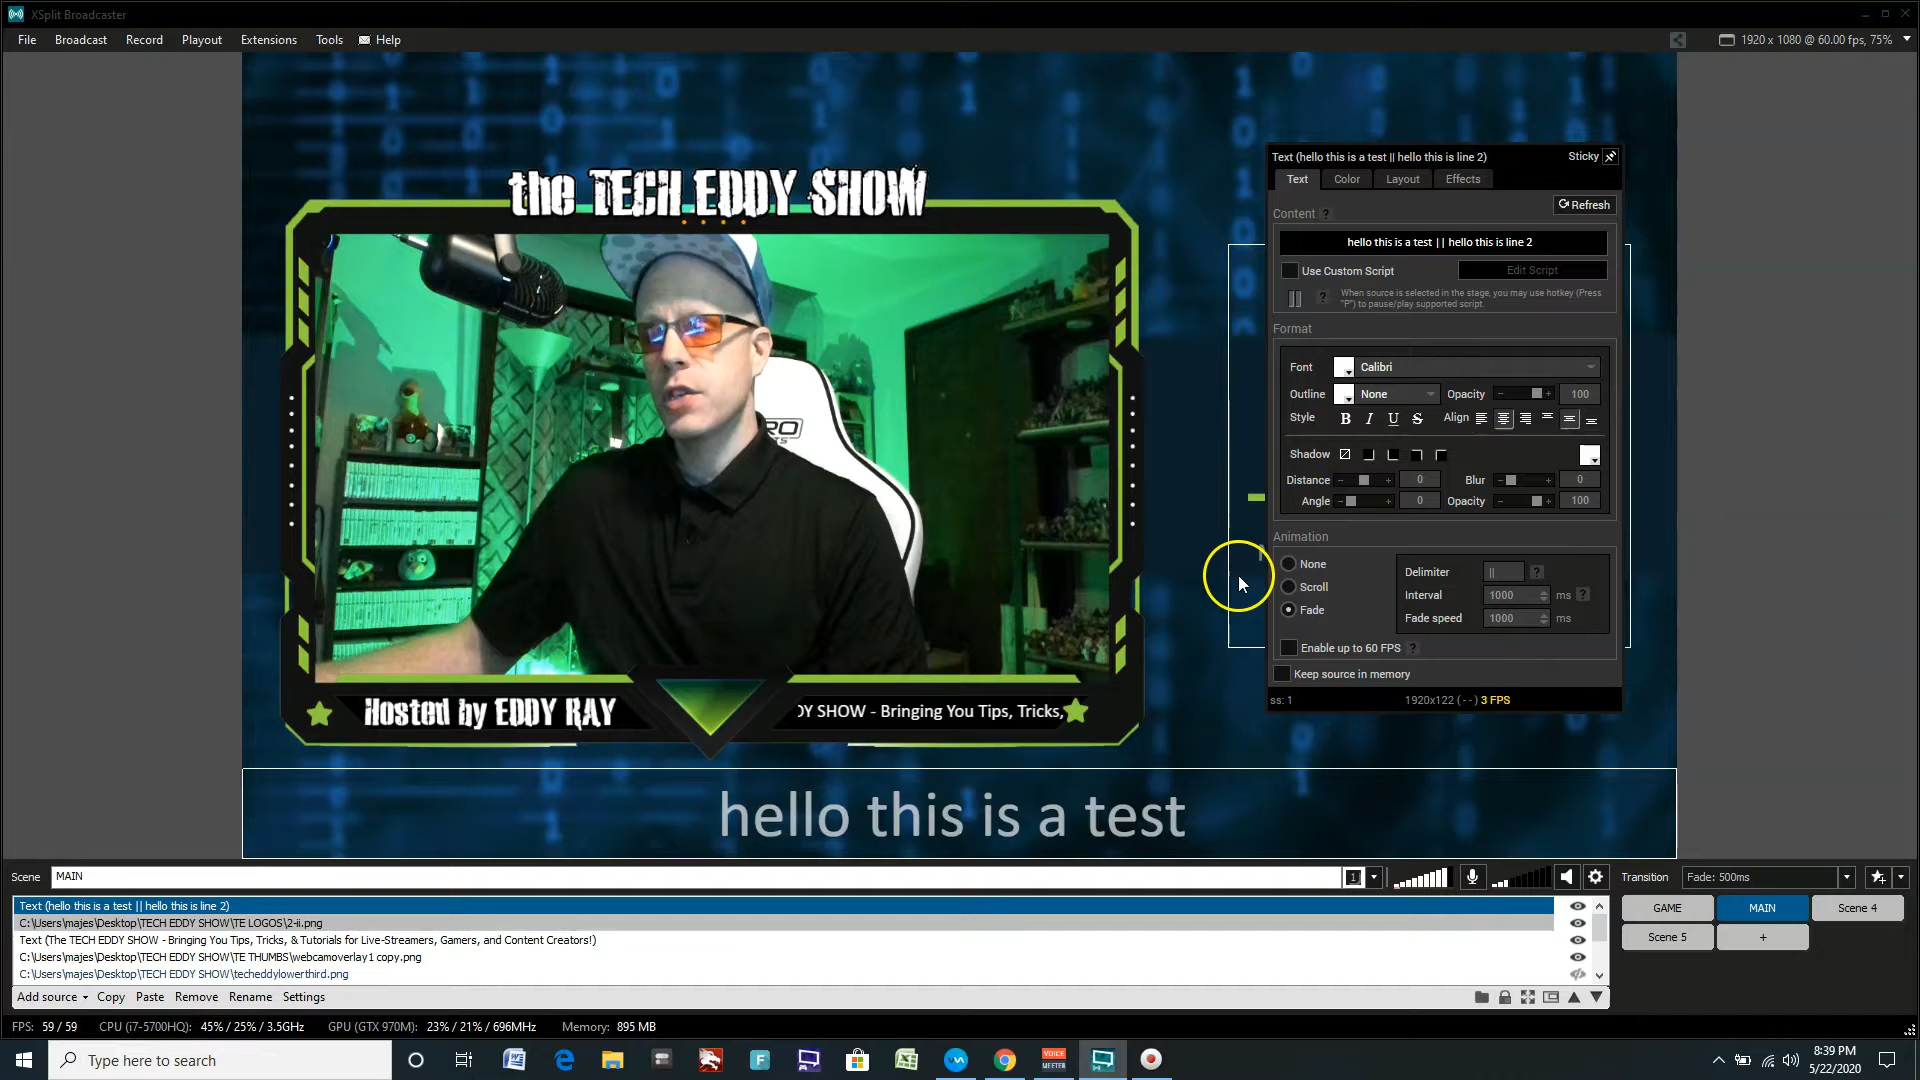 XSplit Broadcaster
File Broadcast Record Playout Extensions Tools Help
1920 x 1080 @ 60.00 fps, 75%
the TECH EDDY SHOW
Hosted by EDDY RAY
DY SHOW - Bringing You Tips, Tricks,
hello this is a test
Text (hello this is a test || hello this is line 2)
Sticky
Text Color Layout Effects
Refresh
Content ?
hello this is a test || hello this is line 2
Use Custom Script
Edit Script
? When source is selected in the stage, you may use hotkey (Press
"P") to pause/play supported script.
Format
Font Calibri
Outline None Opacity 100
Style B I U S Align
Shadow
Distance 0 Blur 0
Angle 0 Opacity 100
Animation
None
Scroll
Fade
Delimiter || ?
Interval 1000 ms ?
Fade speed 1000 ms
Enable up to 60 FPS ?
Keep source in memory
ss: 1 1920x122 ( - - ) 3 FPS
Scene MAIN 1
Transition Fade: 500ms
Text (hello this is a test || hello this is line 2)
C:\Users\majes\Desktop\TECH EDDY SHOW\TE LOGOS\2-ii.png
Text (The TECH EDDY SHOW - Bringing You Tips, Tricks, & Tutorials for Live-Streamers, Gamers, and Content Creators!)
C:\Users\majes\Desktop\TECH EDDY SHOW\TE THUMBS\webcamoverlay1 copy.png
C:\Users\majes\Desktop\TECH EDDY SHOW\techeddylowerthird.png
GAME MAIN Scene 4
Scene 5 +
Add source Copy Paste Remove Rename Settings
FPS: 59 / 59 CPU (i7-5700HQ): 45% / 25% / 3.5GHz GPU (GTX 970M): 23% / 21% / 696MHz Memory: 895 MB
Type here to search
VOICE
MEETER
8:39 PM
5/22/2020